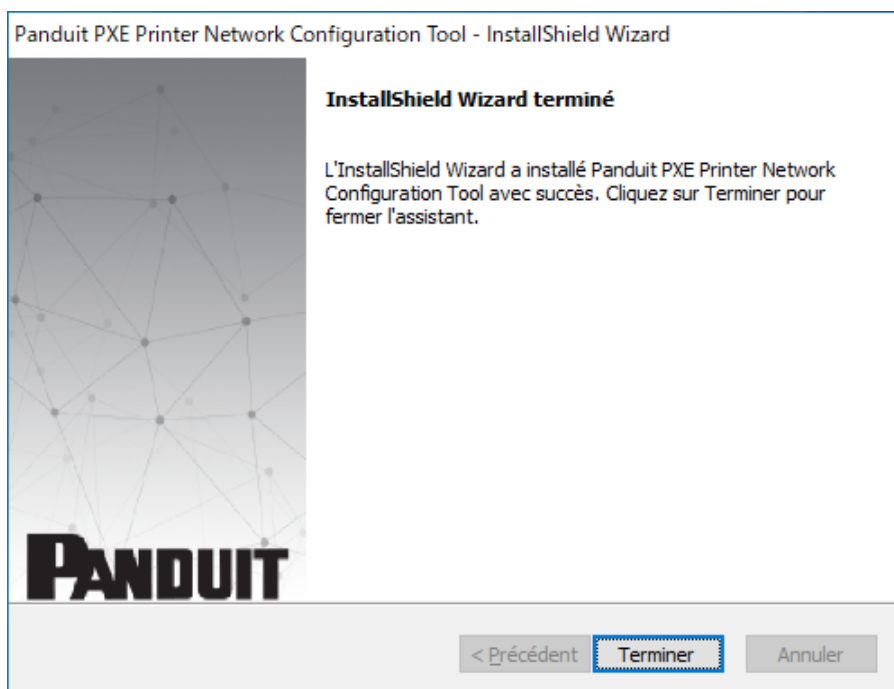 Panduit PXE Printer Network Configuration Tool - InstallShield Wizard
InstallShield Wizard terminé
L'InstallShield Wizard a installé Panduit PXE Printer Network
Configuration Tool avec succès. Cliquez sur Terminer pour
fermer l'assistant.
PANDUIT
< Précédent
Terminer
Annuler